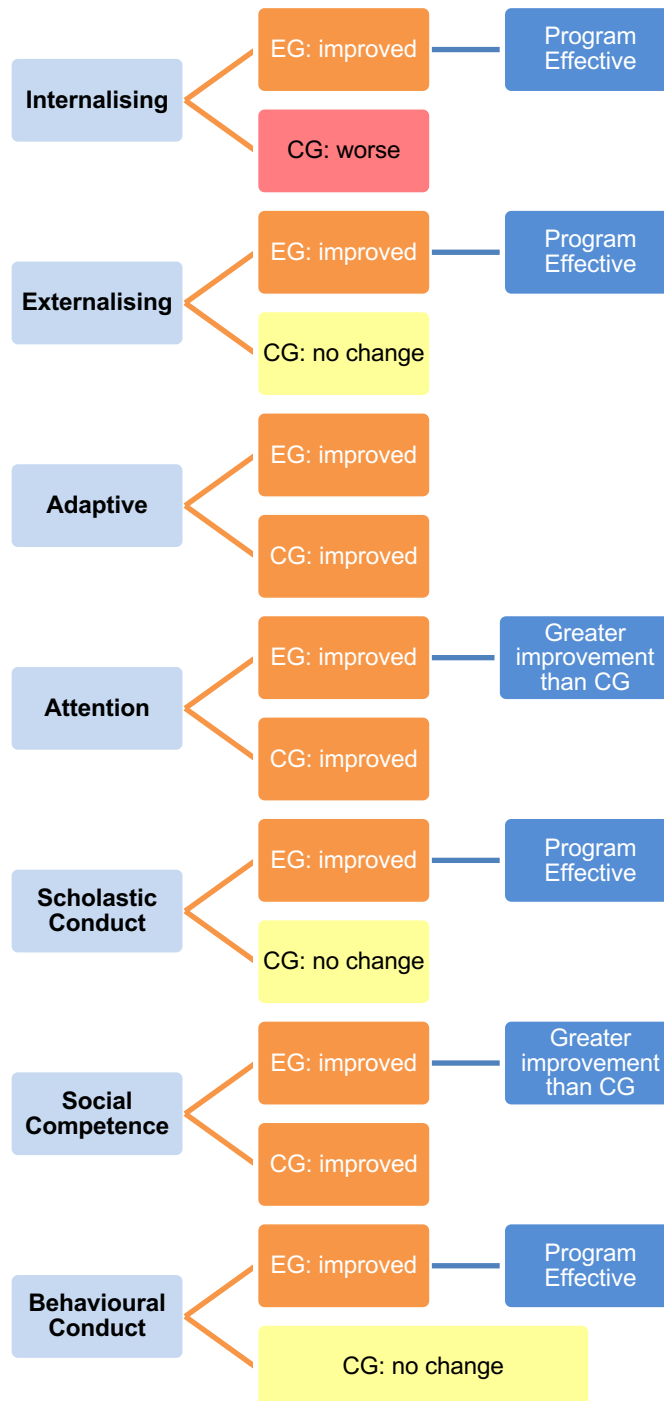 EG: improved
Program
Effective
Internalising
CG: worse
EG: improved
Program
Effective
Externalising
CG: no change
EG: improved
Adaptive
CG: improved
EG: improved
Greater
improvement
than CG
Attention
CG: improved
EG: improved
Program
Effective
Scholastic
Conduct
CG: no change
EG: improved
Greater
improvement
than CG
Social
Competence
CG: improved
EG: improved
Program
Effective
Behavioural
Conduct
CG: no change